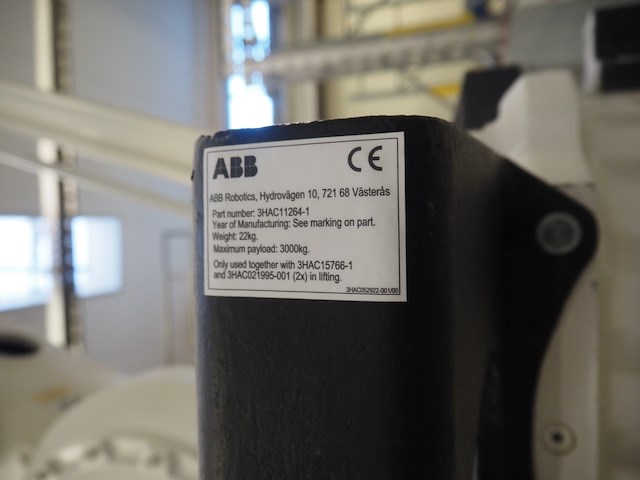 ABB CE
ABB Robotics, Hydrovägen 10, 721 68 Västerås
Part number: 3HAC11264-1
Year of Manufacturing: See marking on part.
Weight: 22kg.
Maximum payload: 3000kg.
Only used together with 3HAC15766-1
and 3HAC021995-001 (2x) in lifting.
3HAC052922-001/00